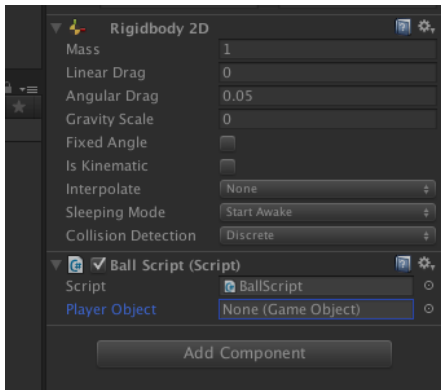 Rigidbody 2D
Mass 1
Linear Drag 0
Angular Drag 0.05
Gravity Scale 0
Fixed Angle
Is Kinematic
Interpolate None
Sleeping Mode Start Awake
Collision Detection Discrete
Ball Script (Script)
Script BallScript
Player Object None (Game Object)
Add Component